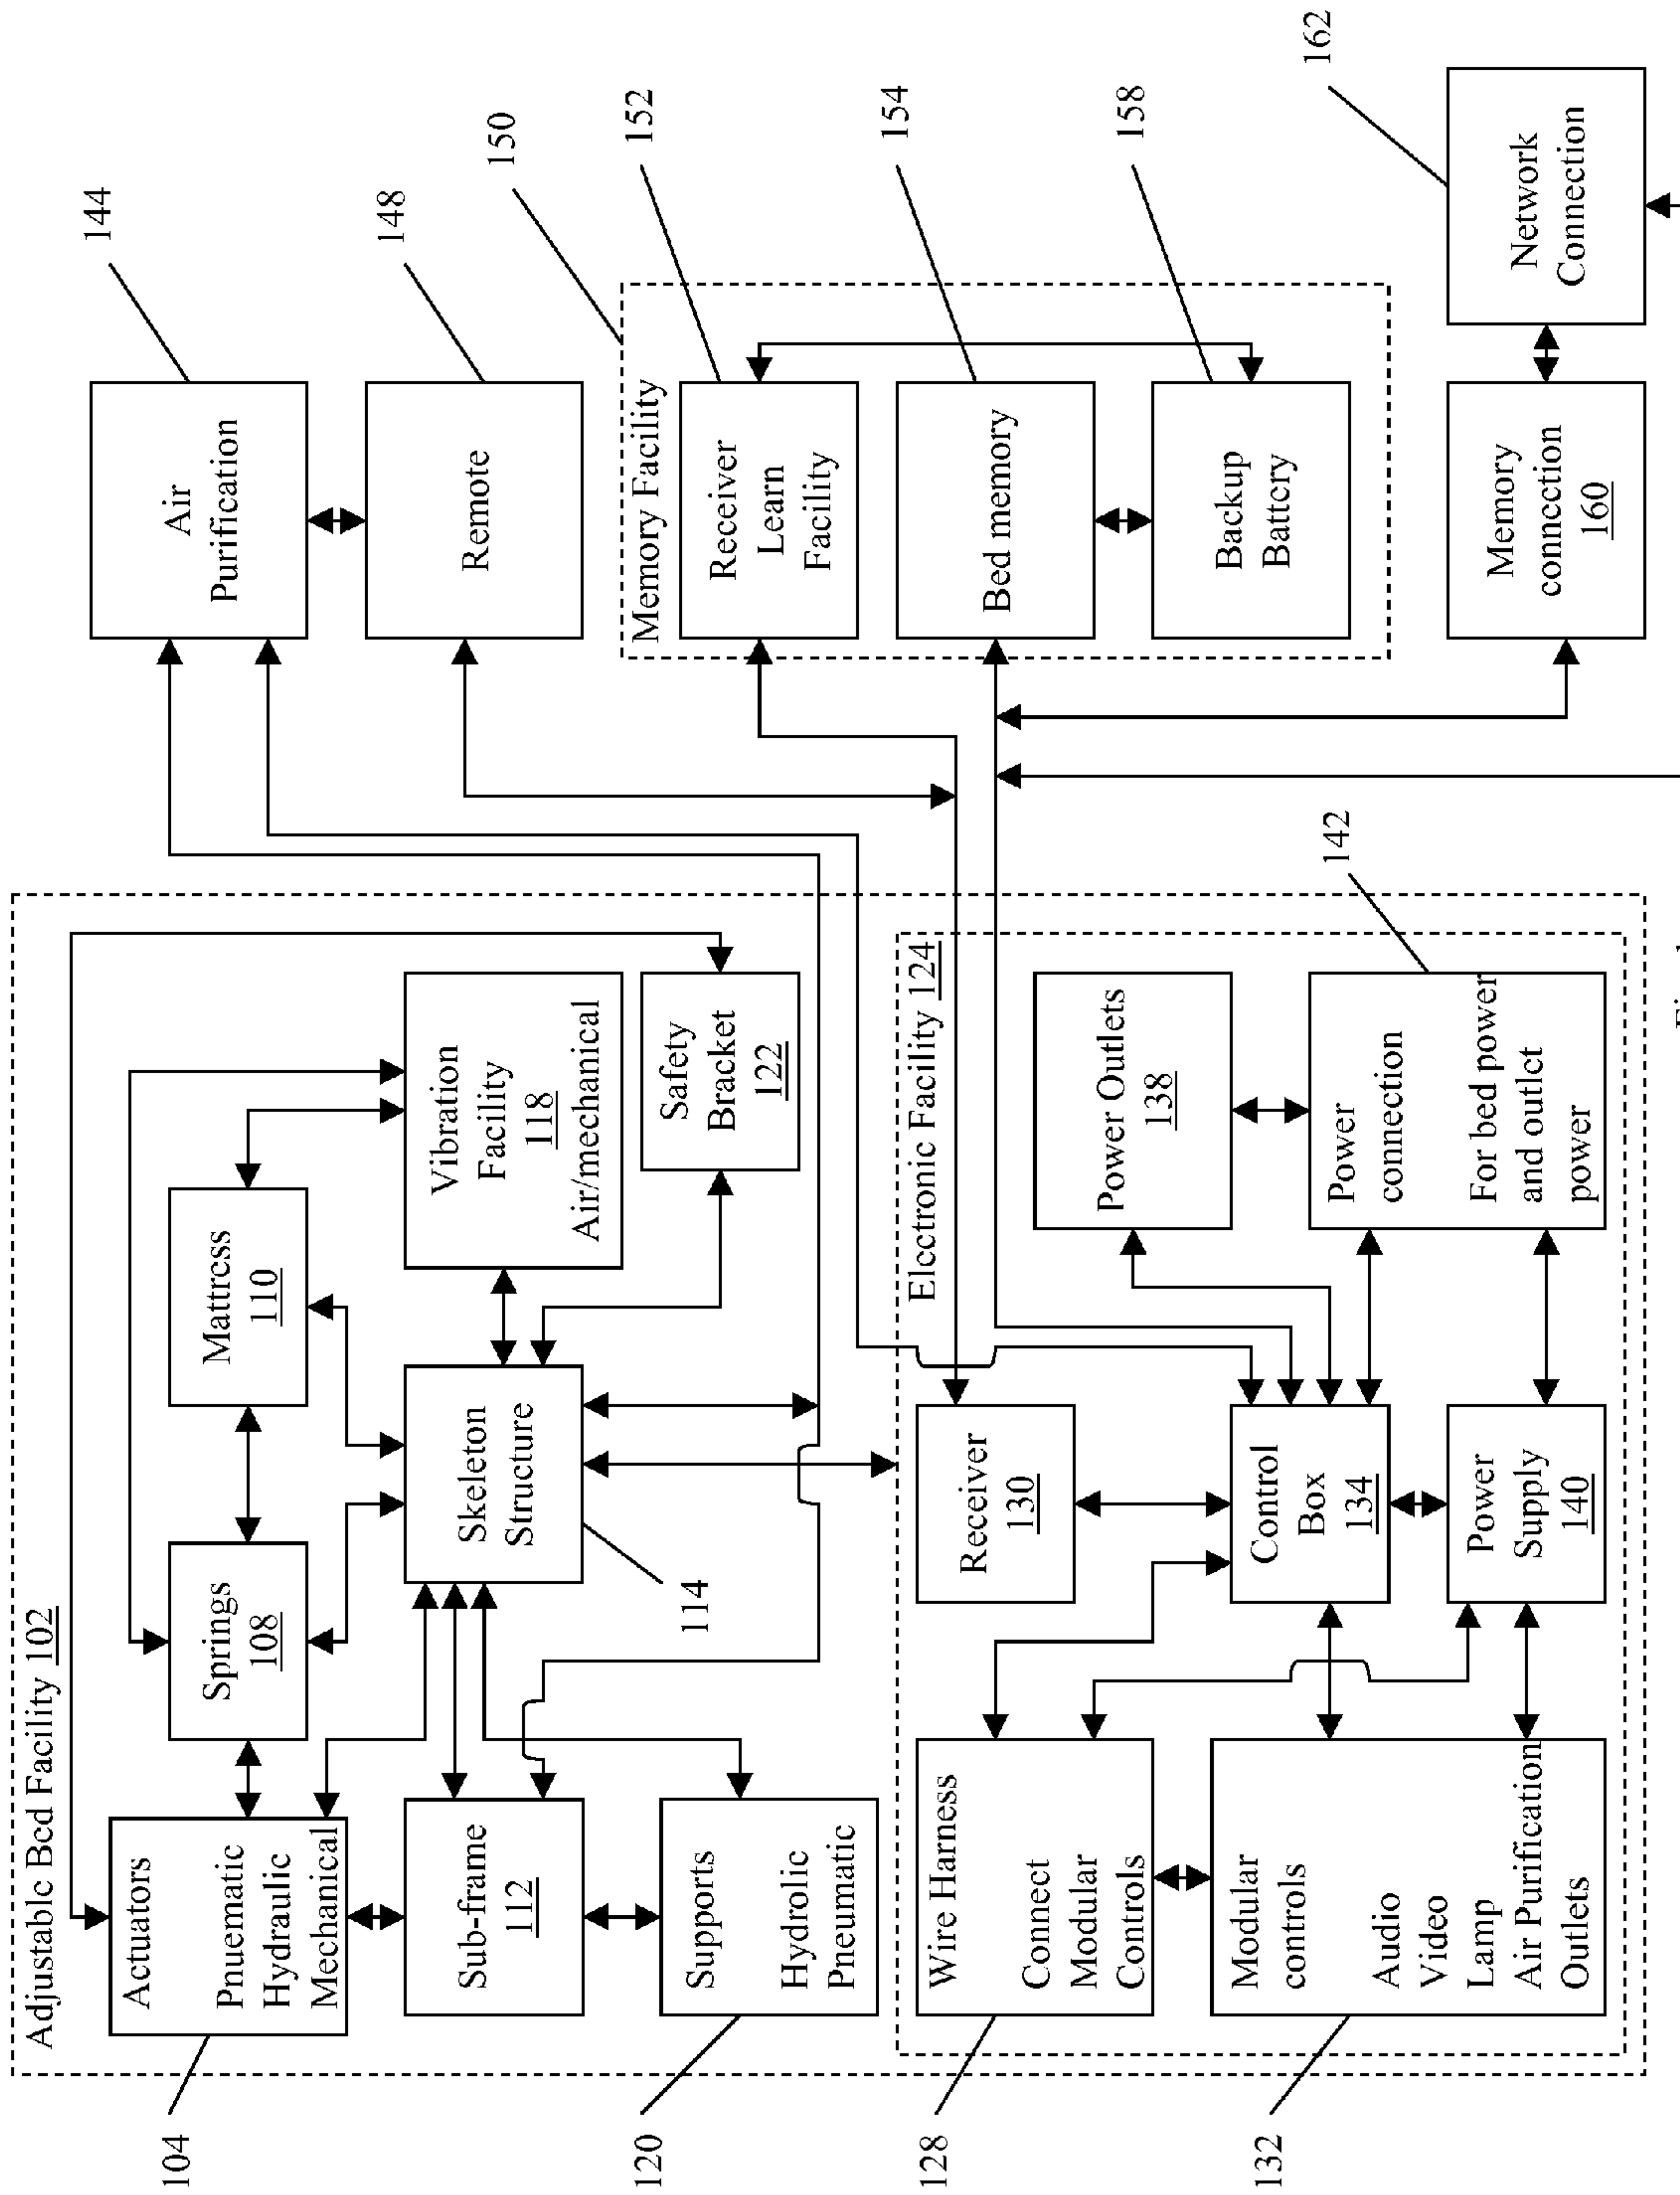 Adjustable Bed Facility 102
104
Actuators
Pnuematic
Hydraulic
Mechanical
Springs
108
Mattress
110
Sub-frame
112
Skeleton
Structure
114
Vibration
Facility
118
Air/mechanical
120
Supports
Hydrolic
Pneumatic
Safety
Bracket
122
Electronic Facility 124
128
Wire Harness
Connect
Modular
Controls
Receiver
130
132
Modular
controls
Audio
Video
Lamp
Air Purification
Outlets
Control
Box
134
Power Outlets
138
Power
Supply
140
142
Power
connection
For bed power
and outlet
power
144
Air
Purification
148
Remote
150
Memory Facility
152
Receiver
Learn
Facility
154
Bed memory
158
Backup
Battery
Memory
connection
160
162
Network
Connection